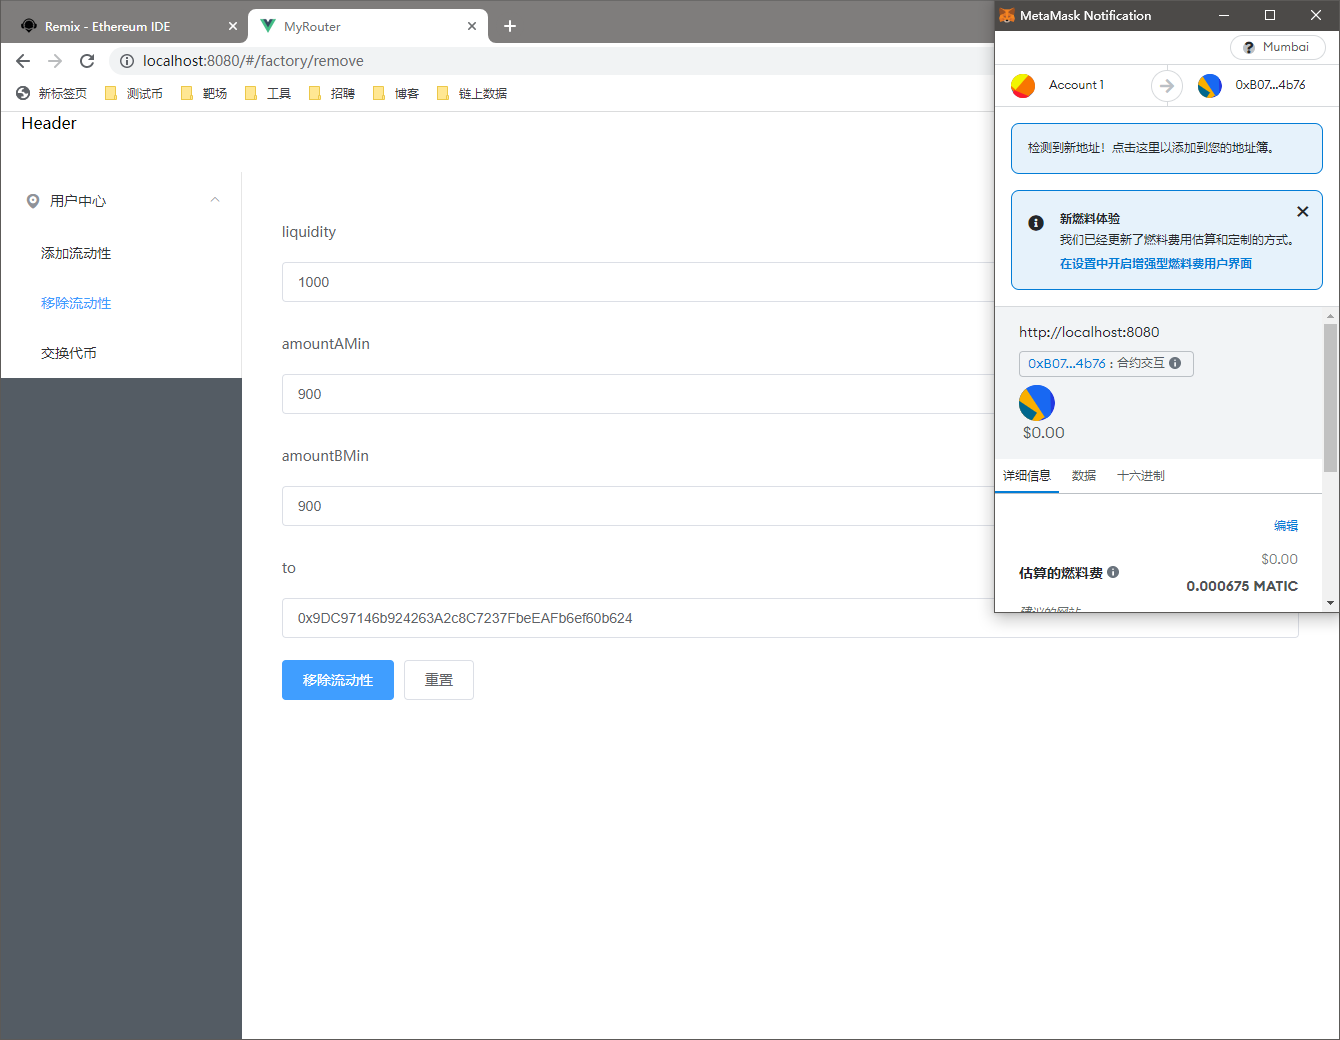 Remix - Ethereum IDE
MyRouter
localhost:8080/#/factory/remove
新标签页 测试币 靶场 工具 招聘 博客 链上数据
Header
用户中心
添加流动性
移除流动性
交换代币
liquidity
1000
amountAMin
900
amountBMin
900
to
0x9DC97146b924263A2c8C7237FbeEAFb6ef60b624
移除流动性 重置
MetaMask Notification
Mumbai
Account 1 0xB07...4b76
检测到新地址！点击这里以添加到您的地址簿。
新燃料体验
我们已经更新了燃料费用估算和定制的方式。
在设置中开启增强型燃料费用户界面
http://localhost:8080
0xB07...4b76 : 合约交互
$0.00
详细信息 数据 十六进制
编辑
$0.00
估算的燃料费
0.000675 MATIC
建议的网站